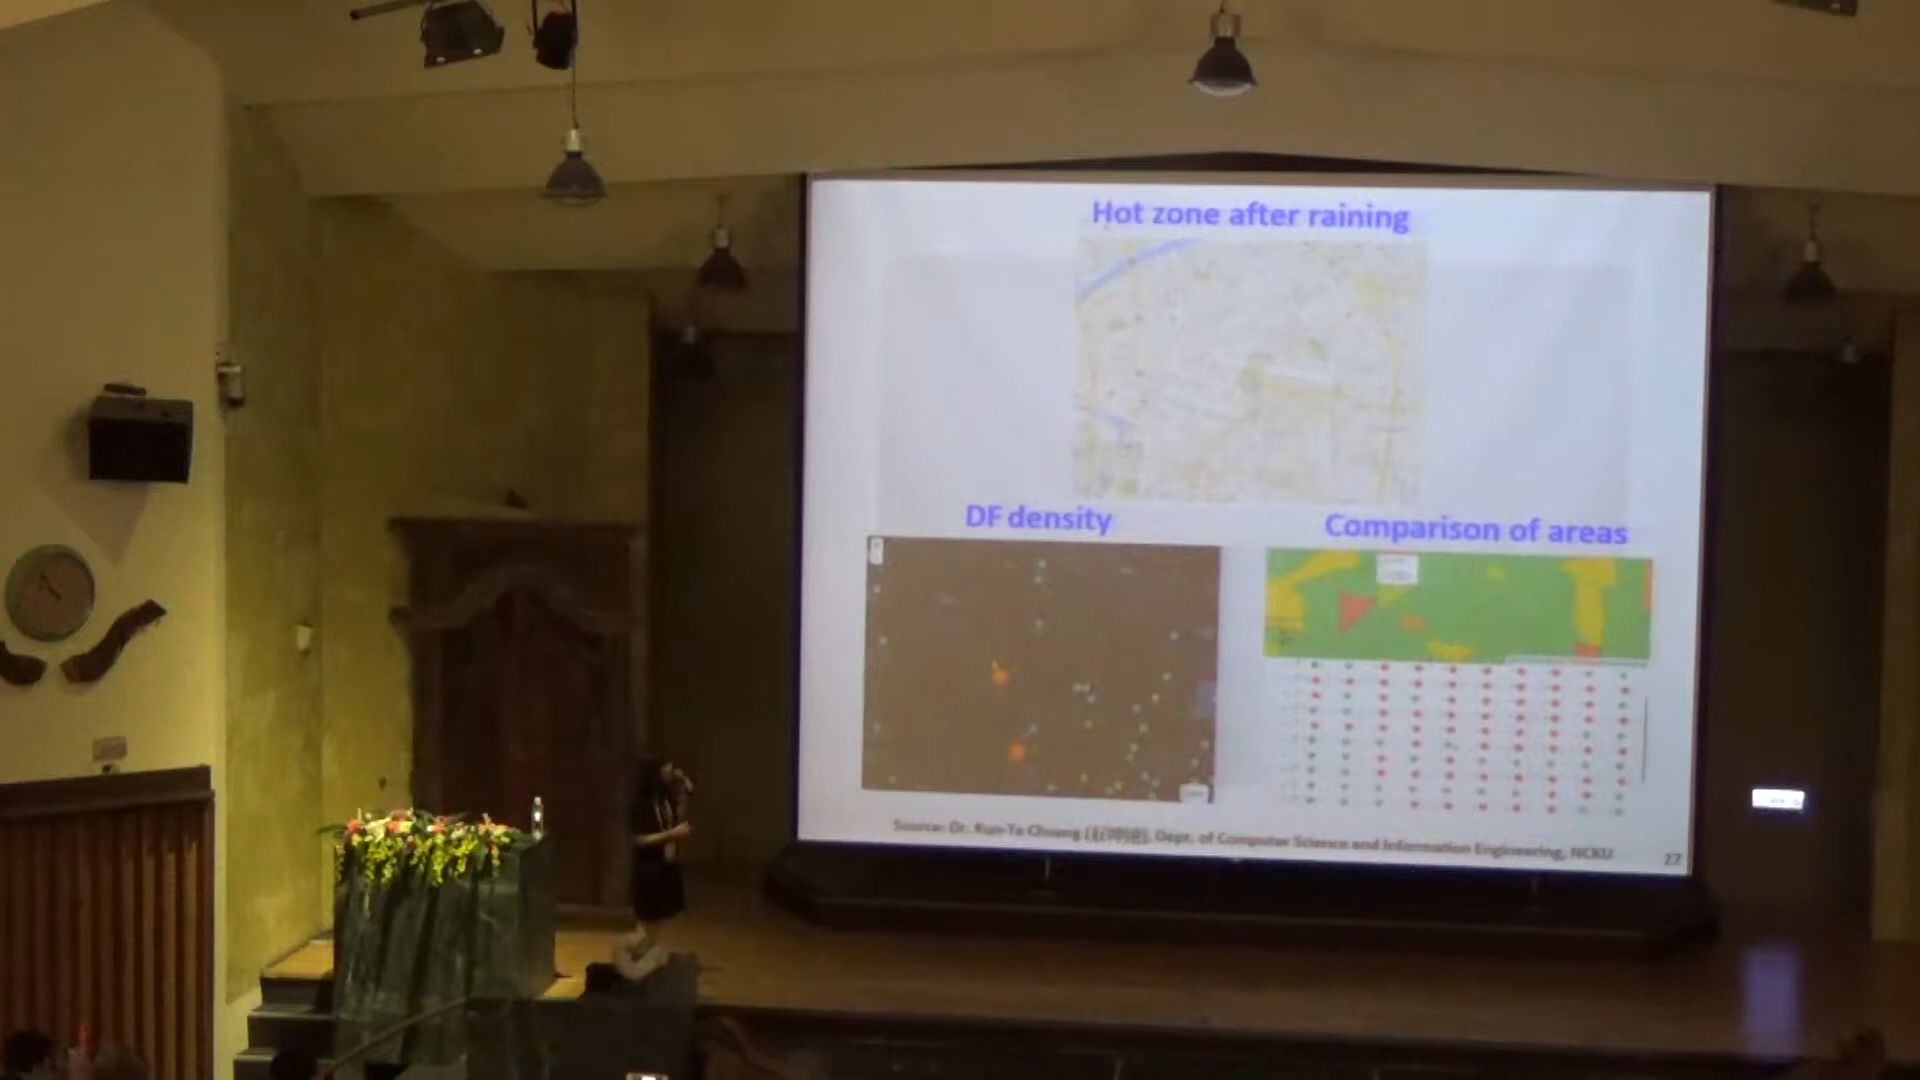 Hot zone after raining
DF density
Comparison of areas
Source: Dr. Kun-Ta Chuang Dept. of Computer Science and Information Engineering, NCKU
27